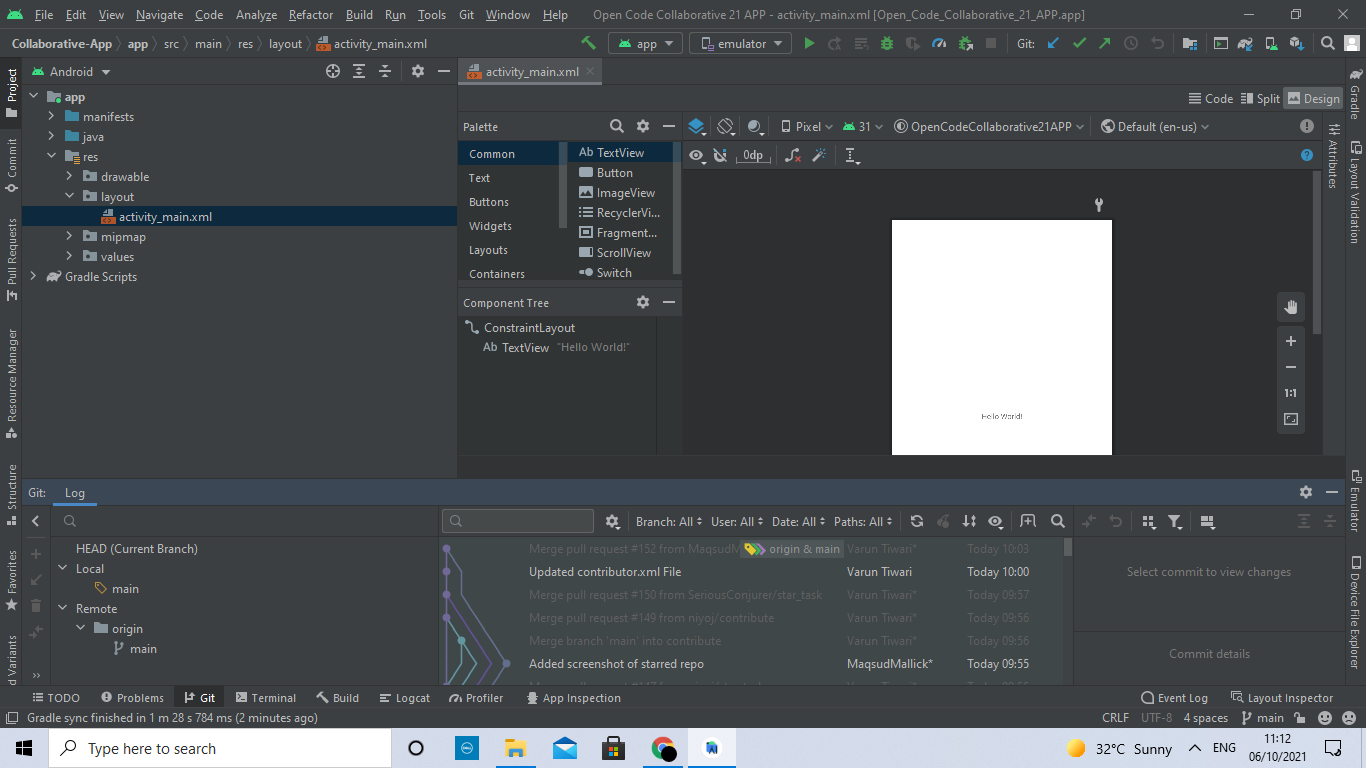 File Edit View Navigate Code Analyze Refactor Build Run Tools Git Window Help Open Code Collaborative 21 APP - activity_main.xml [Open_Code_Collaborative_21_APP.app]
Collaborative-App app src main res layout activity_main.xml app emulator Git:
Project
Commit
Pull Requests
Resource Manager
Structure
Favorites
d Variants
Android
app
manifests
java
res
drawable
layout
activity_main.xml
mipmap
values
Gradle Scripts
activity_main.xml
Code Split Design
Palette
Common
Text
Buttons
Widgets
Layouts
Containers
Ab TextView
Button
ImageView
RecyclerVi...
Fragment...
ScrollView
Switch
Component Tree
ConstraintLayout
Ab TextView "Hello World!"
Pixel 31 OpenCodeCollaborative21APP Default (en-us)
0dp
Hello World!
1:1
Attributes
Gradle
Layout Validation
Emulator
Device File Explorer
Git: Log
HEAD (Current Branch)
Local
main
Remote
origin
main
Branch: All User: All Date: All Paths: All
Merge pull request #152 from MaqsudM origin & main Varun Tiwari* Today 10:03
Updated contributor.xml File Varun Tiwari Today 10:00
Merge pull request #150 from SeriousConjurer/star_task Varun Tiwari* Today 09:57
Merge pull request #149 from niyoj/contribute Varun Tiwari* Today 09:56
Merge branch 'main' into contribute Varun Tiwari* Today 09:56
Added screenshot of starred repo MaqsudMallick* Today 09:55
Select commit to view changes
Commit details
TODO Problems Git Terminal Build Logcat Profiler App Inspection Event Log Layout Inspector
Gradle sync finished in 1 m 28 s 784 ms (2 minutes ago) CRLF UTF-8 4 spaces main
Type here to search
DELL
32°C Sunny ENG 11:12
06/10/2021